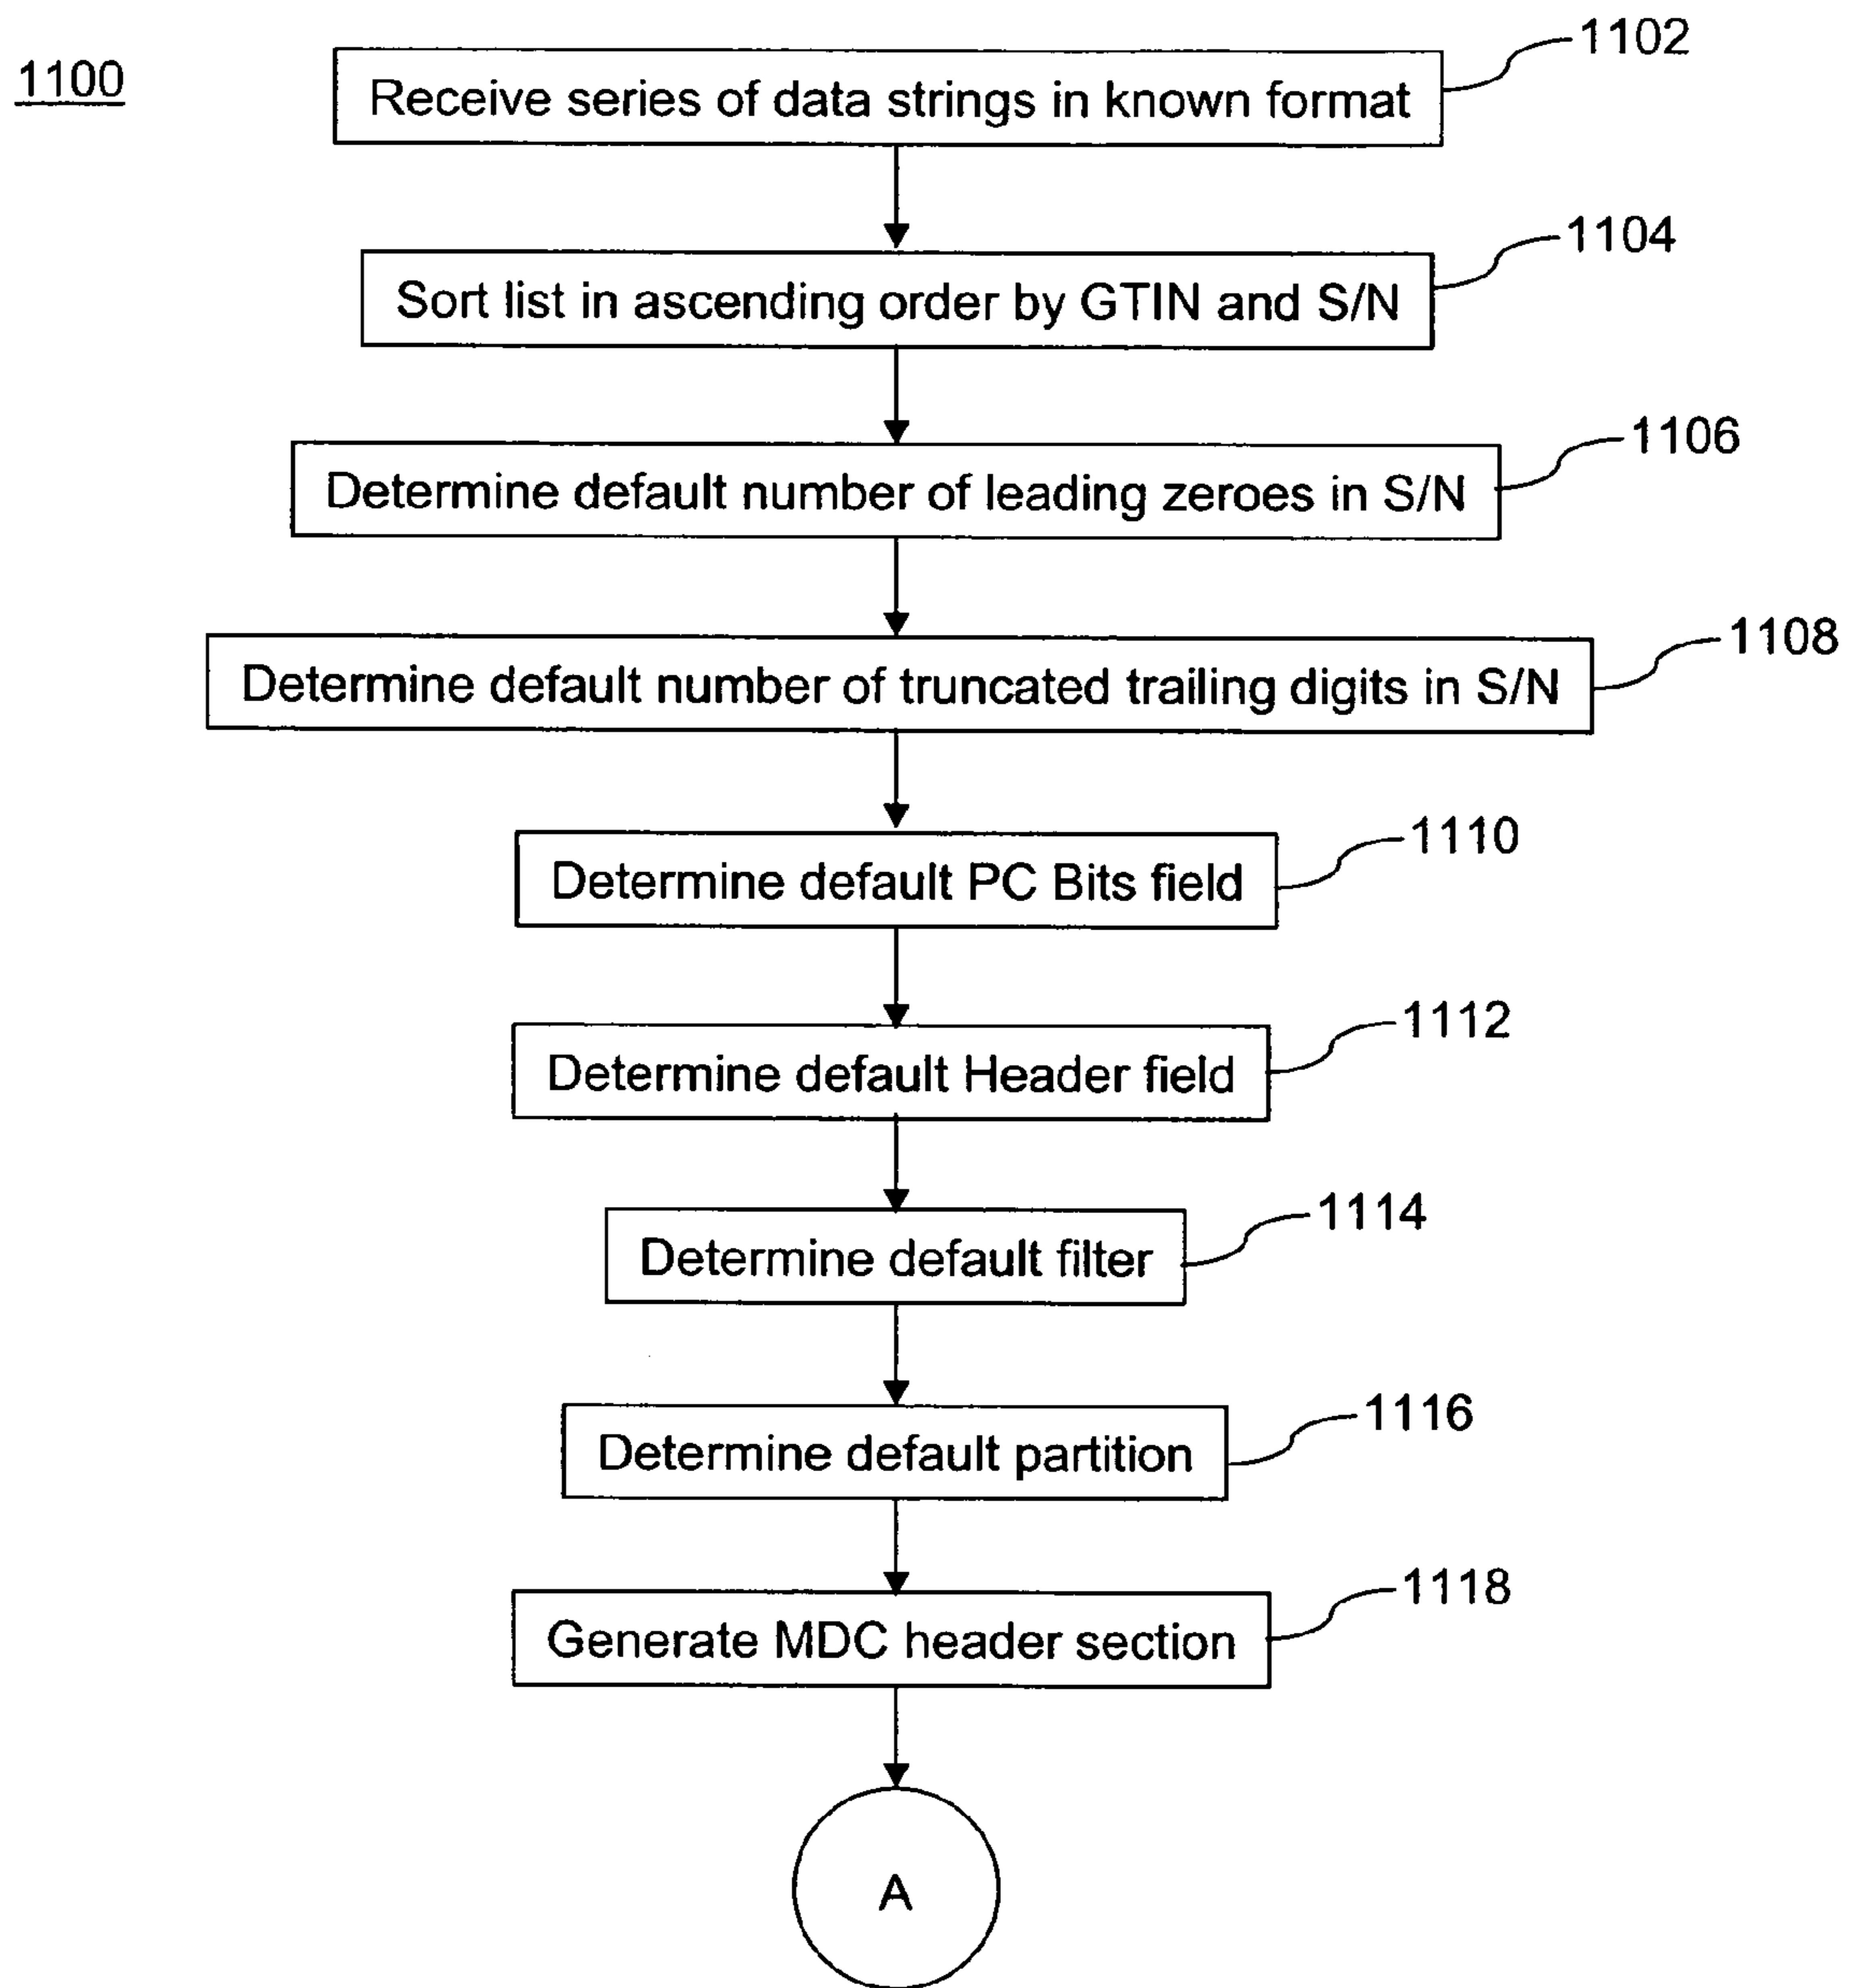 1100
1102
Receive series of data strings in known format
1104
Sort list in ascending order by GTIN and S/N
1106
Determine default number of leading zeroes in S/N
1108
Determine default number of truncated trailing digits in S/N
1110
Determine default PC Bits field
1112
Determine default Header field
1114
Determine default filter
1116
Determine default partition
1118
Generate MDC header section
A